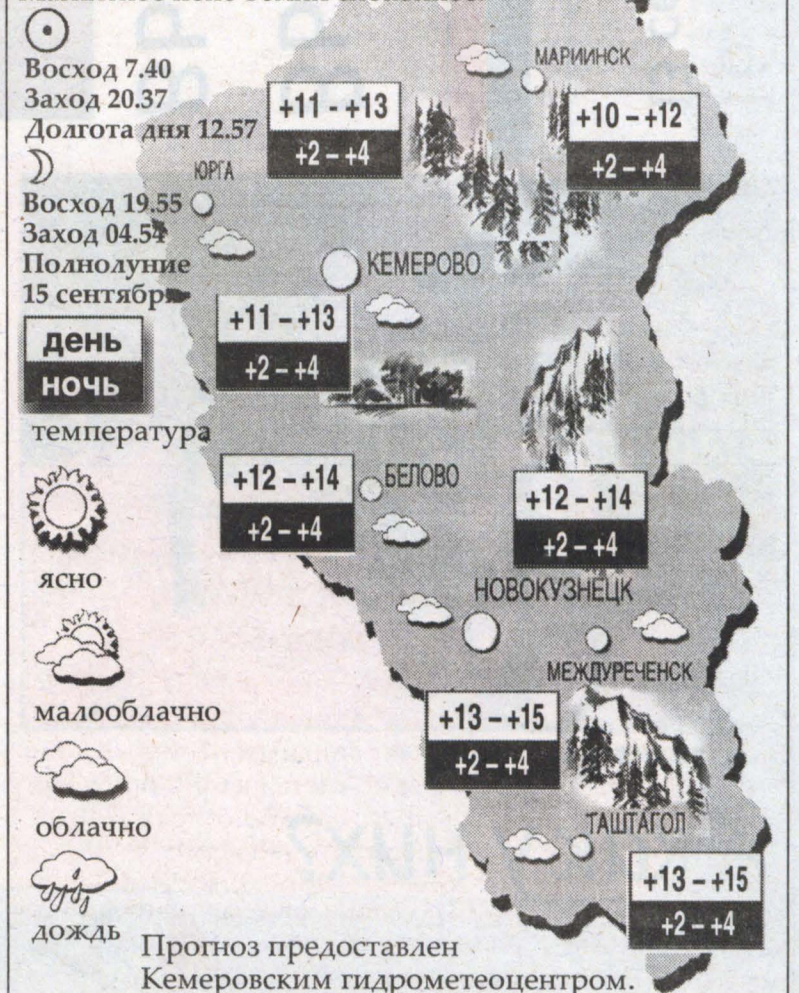 Восход 7.40
Заход 20.37
Долгота дня 12.57
Восход 19.55
Заход 04.54
Полнолуние
15 сентября
день
ночь
температура
ясно
малооблачно
облачно
дождь
МАРИИНСК
+11 - +13
+2 – +4
+10 – +12
+2 – +4
ЮРГА
КЕМЕРОВО
+11 – +13
+2 – +4
+12 – +14
+2 – +4
БЕЛОВО
+12 – +14
+2 – +4
НОВОКУЗНЕЦК
МЕЖДУРЕЧЕНСК
+13 – +15
+2 – +4
ТАШТАГОЛ
+13 – +15
+2 – +4
Прогноз предоставлен
Кемеровским гидрометеоцентром.